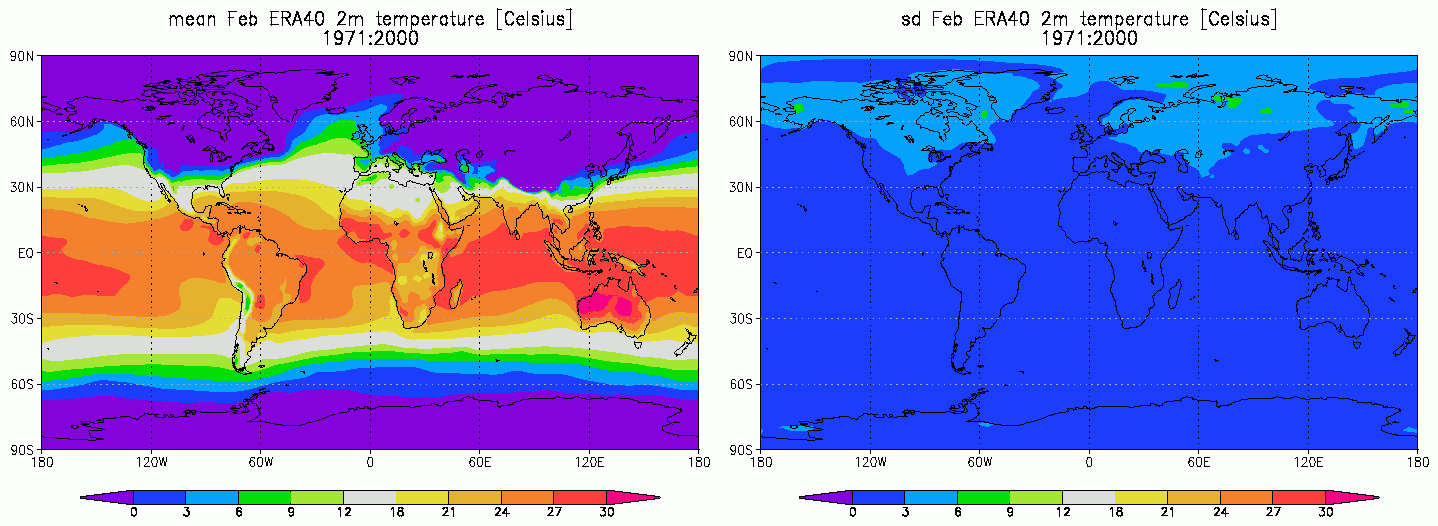 mean Feb ERA40 2m temperature [Celsius]
1971:2000
90N
60N
30N
EQ
30S
60S
90S
180 120W 60W 0 60E 120E 180
0 3 6 9 12 18 21 24 27 30
sd Feb ERA40 2m temperature [Celsius]
1971:2000
90N
60N
30N
EQ
30S
60S
90S
180 120W 60W 0 60E 120E 180
0 3 6 9 12 18 21 24 27 30